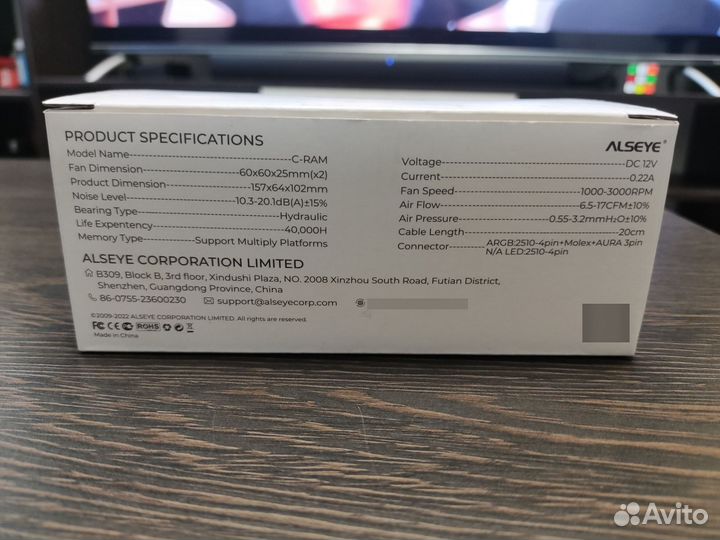 PRODUCT SPECIFICATIONS
Model Name C-RAM
Fan Dimension 60x60x25mm(x2)
Product Dimension 157x64x102mm
Noise Level 10.3-20.1dB(A)±15%
Bearing Type Hydraulic
Life Expentency 40,000H
Memory Type Support Multiply Platforms
ALSEYE
Voltage DC 12V
Current 0.22A
Fan Speed 1000-3000RPM
Air Flow 6.5-17CFM±10%
Air Pressure 0.55-3.2mmH₂O±10%
Cable Length 20cm
Connector ARGB:2510-4pin+Molex+AURA 3pin
N/A LED:2510-4pin
ALSEYE CORPORATION LIMITED
B309, Block B, 3rd floor, Xindushi Plaza, NO. 2008 Xinzhou South Road, Futian District,
Shenzhen, Guangdong Province, China
86-0755-23600230 support@alseyecorp.com
©2009-2022 ALSEYE CORPORATION LIMITED. All rights are reserved.
FC CE ROHS
Made in China
Avito